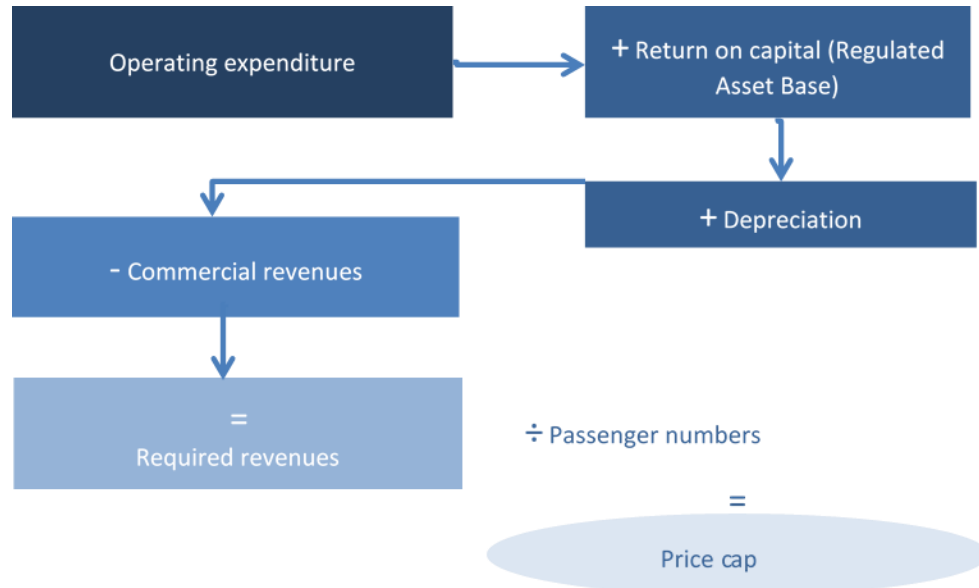 Operating expenditure
+ Return on capital (Regulated
Asset Base)
+ Depreciation
- Commercial revenues
=
Required revenues
÷ Passenger numbers
=
Price cap